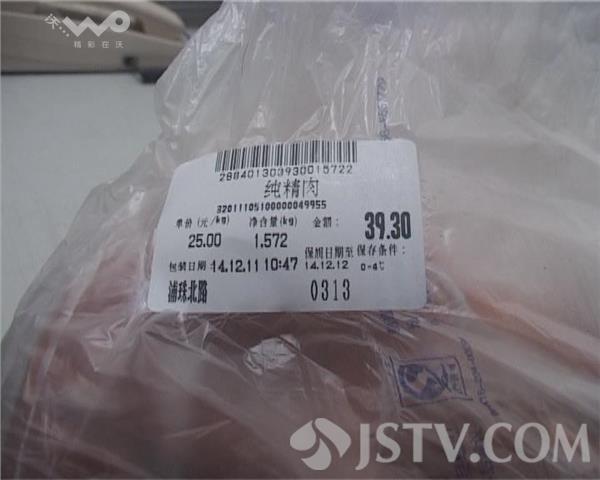 沃...
精彩在沃
288401303930015722
纯精肉
32011105100000049955
单价(元/kg) 净含量(kg) 金额: 39.30
25.00 1.572
保质日期至 保存条件:
包装日期 14.12.11 10:47 14.12.12 0-4℃
浦珠北路 0313
JSTV.COM